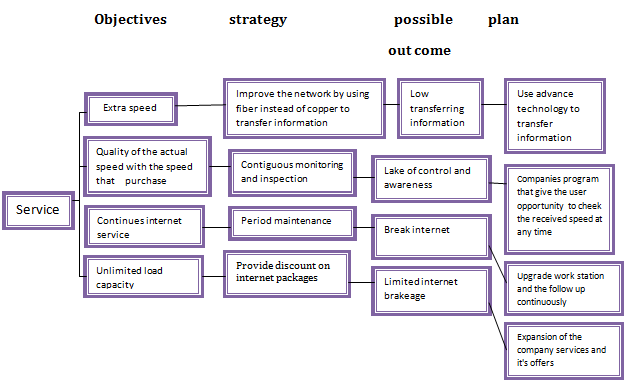 Objectives strategy possible plan
out come
Extra speed
Improve the network by using
fiber instead of copper to
transfer information
Low
transferring
information
Use advance
technology to
transfer
information
Quality of the actual
speed with the speed
that purchase
Contiguous monitoring
and inspection
Lake of control and
awareness
Companies program
that give the user
opportunity to cheek
the received speed at
any time
Service
Continues internet
service
Period maintenance
Break internet
Upgrade work station
and the follow up
continuously
Unlimited load
capacity
Provide discount on
internet packages
Limited internet
brakeage
Expansion of the
company services and
it's offers